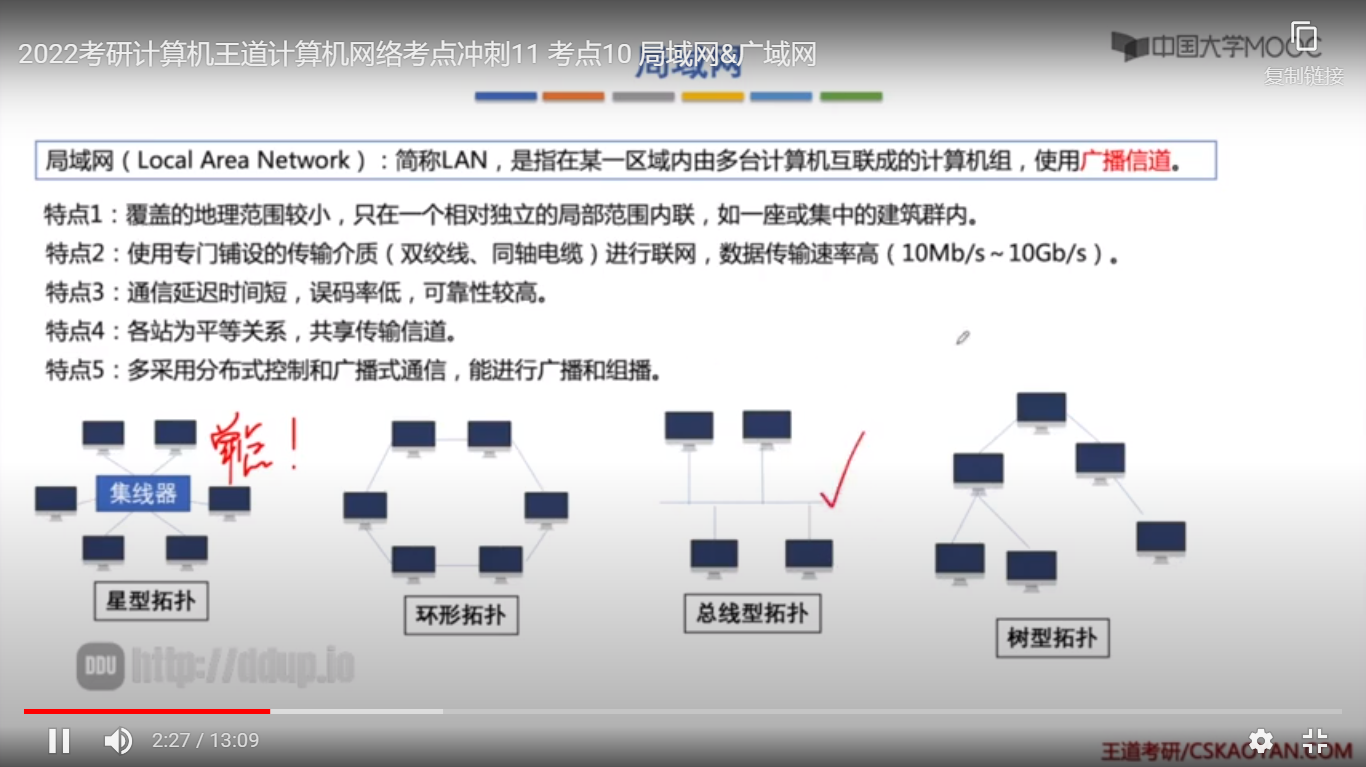 2022考研计算机王道计算机网络考点冲刺11 考点10 局域网&广域网
局域网
中国大学MOOC
复制链接
局域网（Local Area Network）：简称LAN，是指在某一区域内由多台计算机互联成的计算机组，使用广播信道。
特点1：覆盖的地理范围较小，只在一个相对独立的局部范围内联，如一座或集中的建筑群内。
特点2：使用专门铺设的传输介质（双绞线、同轴电缆）进行联网，数据传输速率高（10Mb/s～10Gb/s）。
特点3：通信延迟时间短，误码率低，可靠性较高。
特点4：各站为平等关系，共享传输信道。
特点5：多采用分布式控制和广播式通信，能进行广播和组播。
集线器
星型拓扑
环形拓扑
总线型拓扑
树型拓扑
DDU http://ddup.io
2:27 / 13:09
王道考研/CSKAOYAN.COM